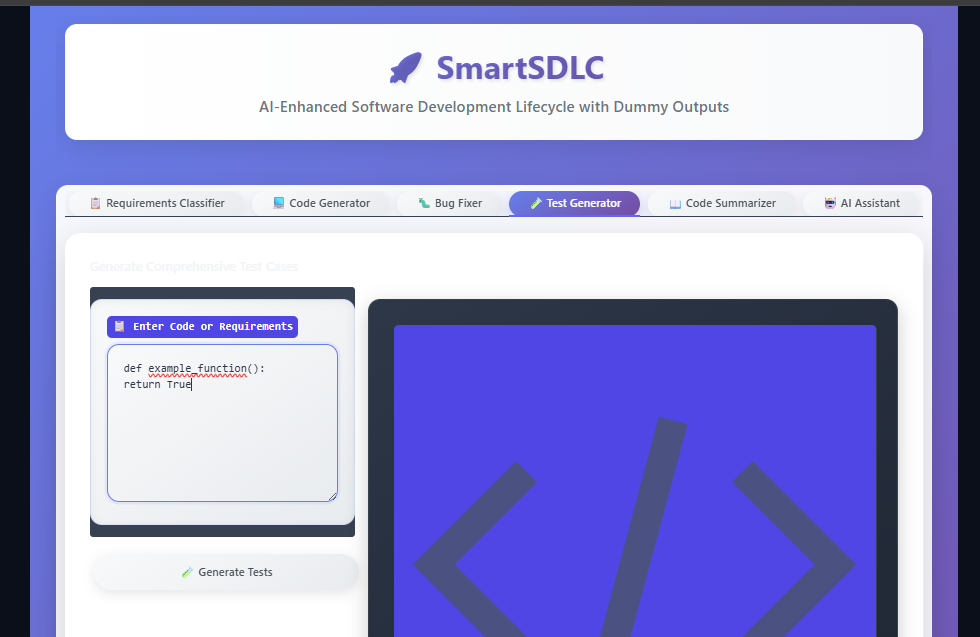 SmartSDLC
AI-Enhanced Software Development Lifecycle with Dummy Outputs
Requirements Classifier
Code Generator
Bug Fixer
Test Generator
Code Summarizer
AI Assistant
Generate Comprehensive Test Cases
Enter Code or Requirements
def example_function():
return True
Generate Tests